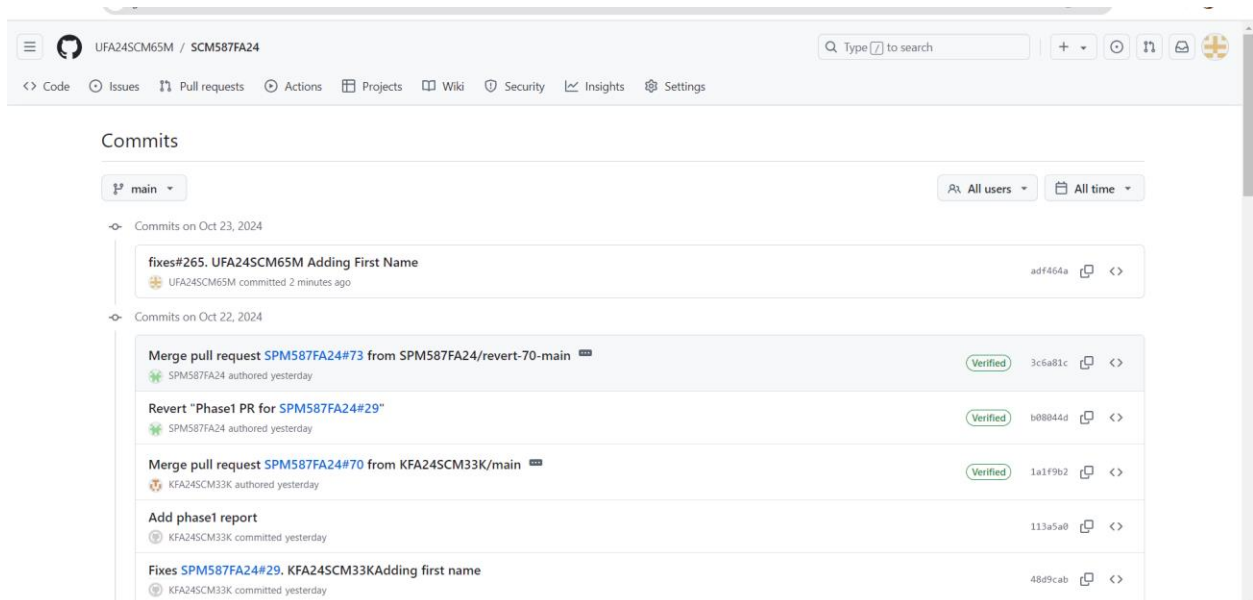 UFA24SCM65M / SCM587FA24
Type / to search
Code Issues Pull requests Actions Projects Wiki Security Insights Settings
Commits
main
All users All time
Commits on Oct 23, 2024
fixes#265. UFA24SCM65M Adding First Name
UFA24SCM65M committed 2 minutes ago
adf464a
Commits on Oct 22, 2024
Merge pull request SPM587FA24#73 from SPM587FA24/revert-70-main
SPM587FA24 authored yesterday
Verified 3c6a81c
Revert "Phase1 PR for SPM587FA24#29"
SPM587FA24 authored yesterday
Verified b08044d
Merge pull request SPM587FA24#70 from KFA24SCM33K/main
KFA24SCM33K authored yesterday
Verified 1a1f9b2
Add phase1 report
KFA24SCM33K committed yesterday
113a5a0
Fixes SPM587FA24#29. KFA24SCM33KAdding first name
KFA24SCM33K committed yesterday
48d9cab